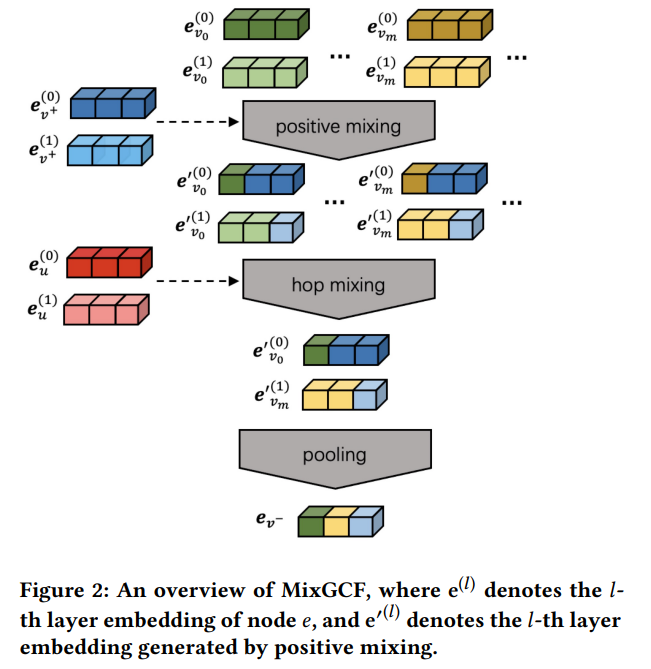 e_{v_0}^{(0)} e_{v_m}^{(0)}
... ...
e_{v_0}^{(1)} e_{v_m}^{(1)}
e_{v^+}^{(0)}
positive mixing
e_{v^+}^{(1)}
e'_{v_0}^{(0)} e'_{v_m}^{(0)}
... ...
e'_{v_0}^{(1)} e'_{v_m}^{(1)}
e_u^{(0)}
hop mixing
e_u^{(1)}
e'_{v_0}^{(0)}
e'_{v_m}^{(1)}
pooling
e_{v^-}
Figure 2: An overview of MixGCF, where e^{(l)} denotes the l-
th layer embedding of node e, and e'^{(l)} denotes the l-th layer
embedding generated by positive mixing.